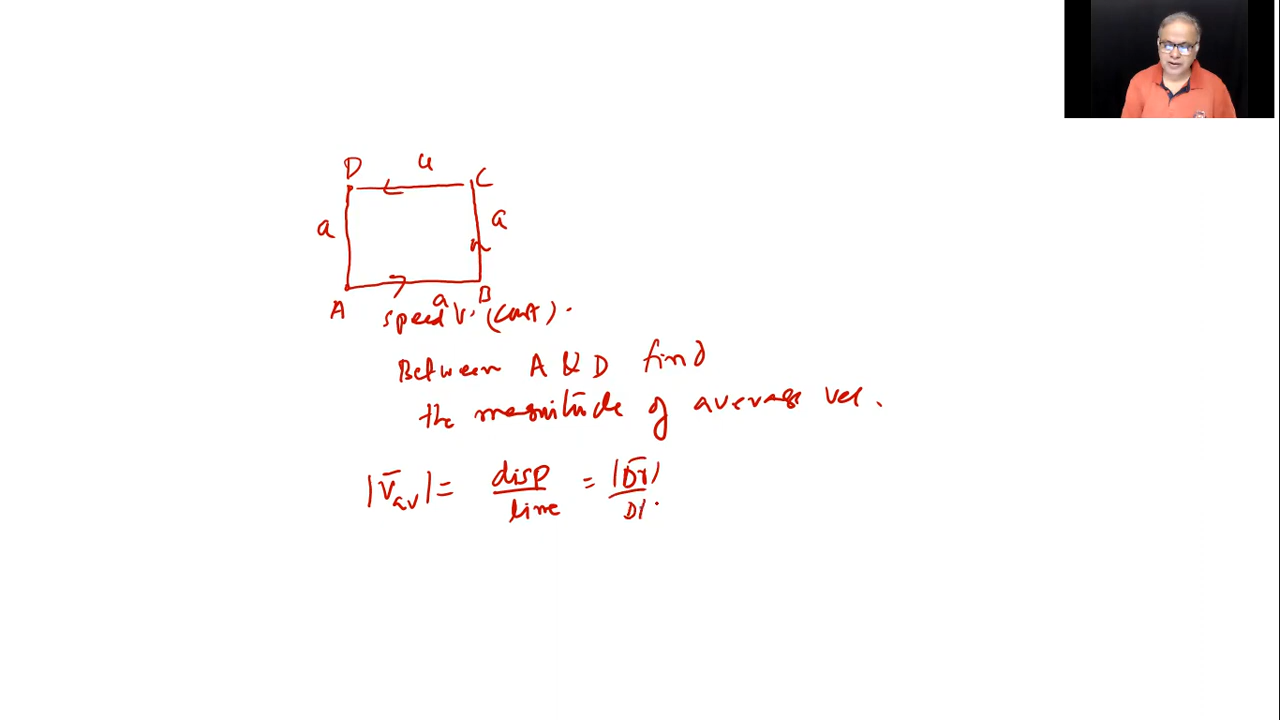 D a C
a a
A a B
speed v. (const).
Between A & D find
the magnitude of average vel.
|v̄av| = disp/time = |Δr̄|/Δt.